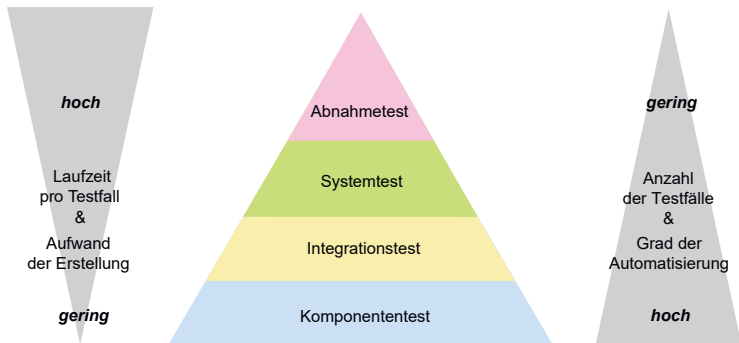 hoch
Laufzeit
pro Testfall
&
Aufwand
der Erstellung
gering
Abnahmetest
Systemtest
Integrationstest
Komponententest
gering
Anzahl
der Testfälle
&
Grad der
Automatisierung
hoch